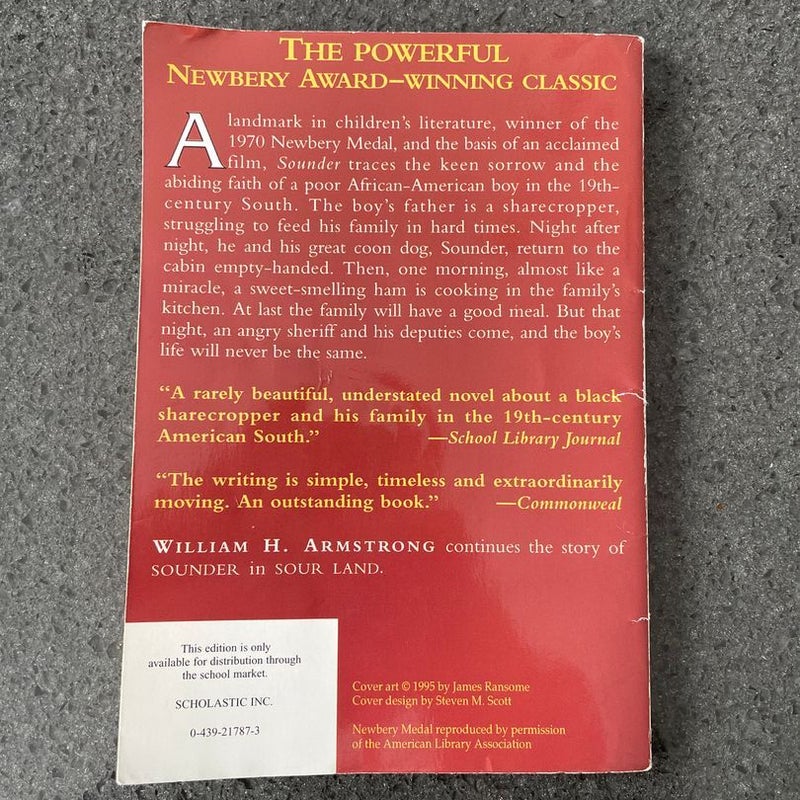 THE POWERFUL
NEWBERY AWARD–WINNING CLASSIC
A landmark in children's literature, winner of the
1970 Newbery Medal, and the basis of an acclaimed
film, Sounder traces the keen sorrow and the
abiding faith of a poor African-American boy in the 19th-
century South. The boy's father is a sharecropper,
struggling to feed his family in hard times. Night after
night, he and his great coon dog, Sounder, return to the
cabin empty-handed. Then, one morning, almost like a
miracle, a sweet-smelling ham is cooking in the family's
kitchen. At last the family will have a good meal. But that
night, an angry sheriff and his deputies come, and the boy's
life will never be the same.
“A rarely beautiful, understated novel about a black
sharecropper and his family in the 19th-century
American South.” —School Library Journal
“The writing is simple, timeless and extraordinarily
moving. An outstanding book.” —Commonweal
WILLIAM H. ARMSTRONG continues the story of
SOUNDER in SOUR LAND.
This edition is only
available for distribution through
the school market.
SCHOLASTIC INC.
0-439-21787-3
Cover art © 1995 by James Ransome
Cover design by Steven M. Scott
Newbery Medal reproduced by permission
of the American Library Association